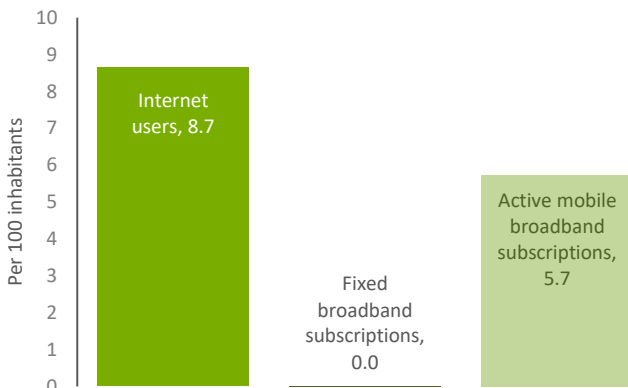 10
9
8
7
6
5
4
3
2
1
0
Per 100 inhabitants
Internet
users, 8.7
Fixed
broadband
subscriptions,
0.0
Active mobile
broadband
subscriptions,
5.7